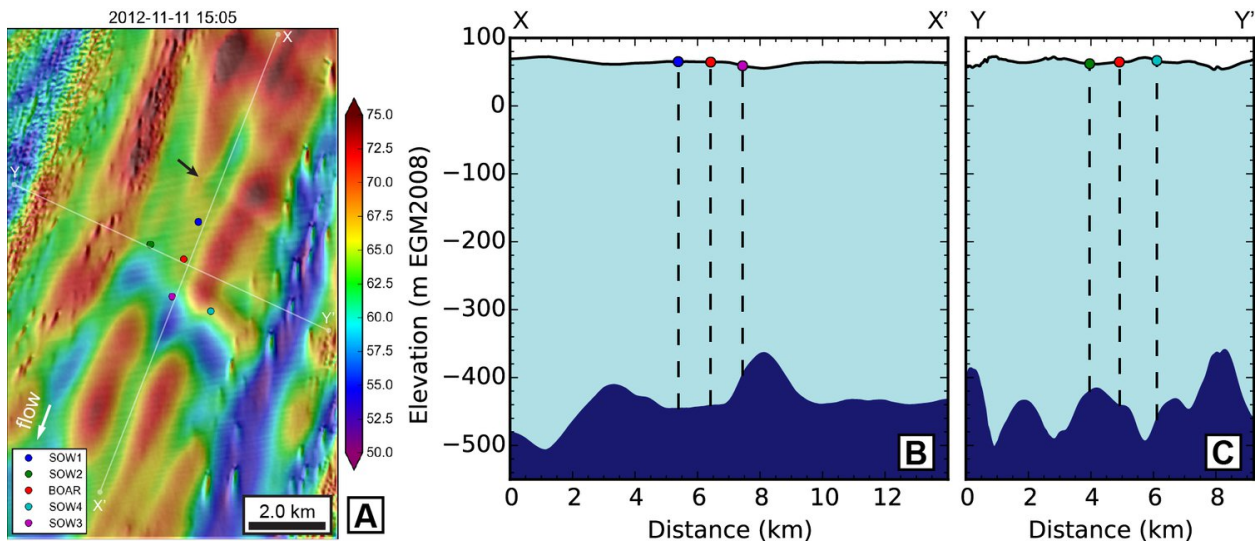 2012-11-11 15:05
X
Y
Y'
X'
flow
SOW1
SOW2
BOAR
SOW4
SOW3
2.0 km
A
75.0
72.5
70.0
67.5
65.0
62.5
60.0
57.5
55.0
52.5
50.0
Elevation (m EGM2008)
X X'
100
0
−100
−200
−300
−400
−500
0 2 4 6 8 10 12
Distance (km)
B
Y Y'
0 2 4 6 8
Distance (km)
C